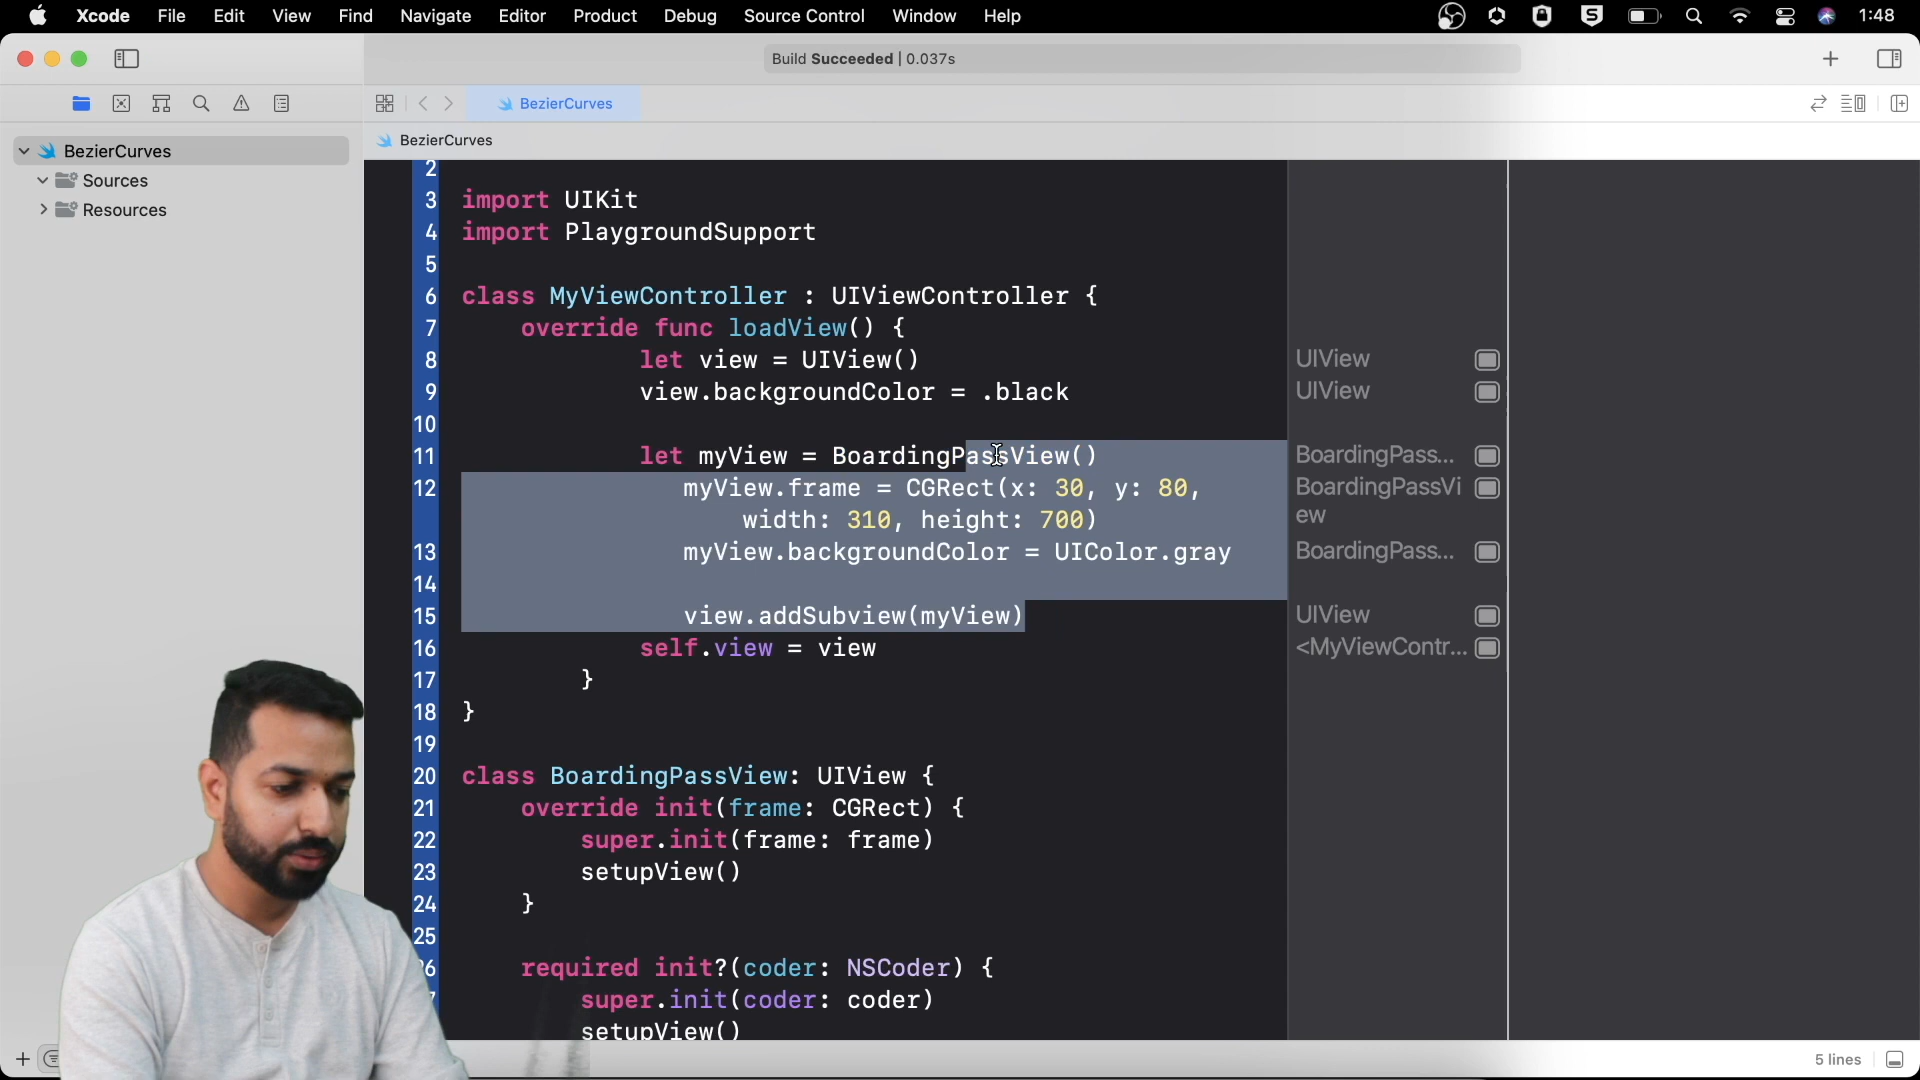 Xcode File Edit View Find Navigate Editor Product Debug Source Control Window Help 1:48
Build Succeeded | 0.037s
BezierCurves
BezierCurves
BezierCurves
Sources
Resources
2
3 import UIKit
4 import PlaygroundSupport
5
6 class MyViewController : UIViewController {
7 override func loadView() {
8 let view = UIView() UIView
9 view.backgroundColor = .black UIView
10
11 let myView = BoardingPassView() BoardingPass...
12 myView.frame = CGRect(x: 30, y: 80, BoardingPassVi
width: 310, height: 700) ew
13 myView.backgroundColor = UIColor.gray BoardingPass...
14
15 view.addSubview(myView) UIView
16 self.view = view <MyViewContr...
17 }
18 }
19
20 class BoardingPassView: UIView {
21 override init(frame: CGRect) {
22 super.init(frame: frame)
23 setupView()
24 }
25
required init?(coder: NSCoder) {
super.init(coder: coder)
setupView()
5 lines